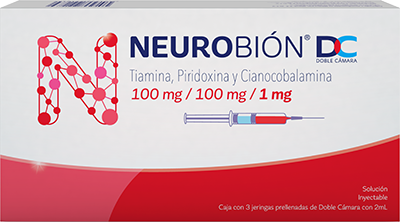 NEUROBIÓN® DC
DOBLE CÁMARA
Tiamina, Piridoxina y Cianocobalamina
100 mg / 100 mg / 1 mg
Solución
Inyectable
Caja con 3 jeringas prellenadas de Doble Cámara con 2mL